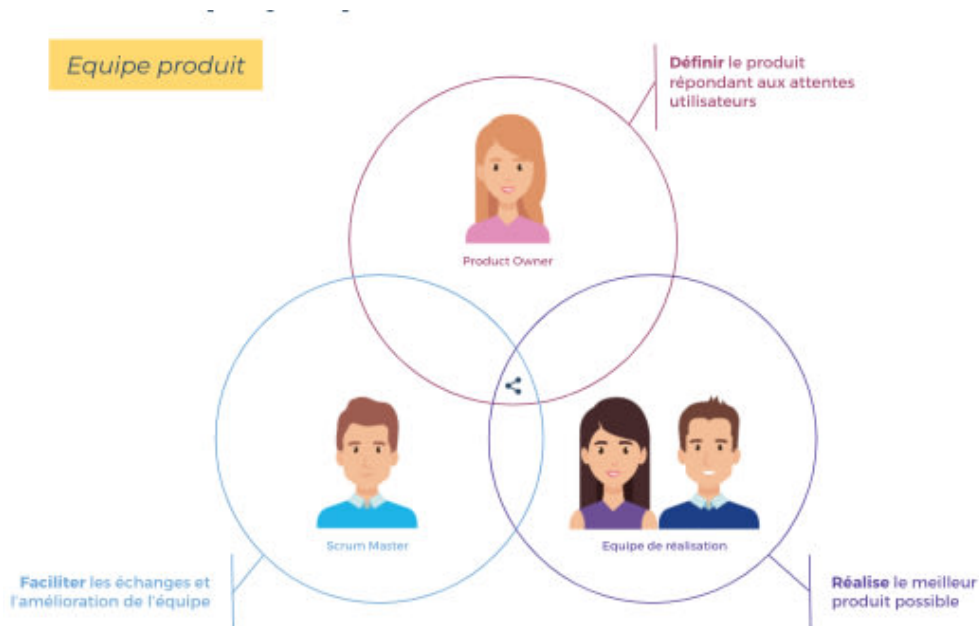 Equipe produit
Définir le produit
répondant aux attentes
utilisateurs
Product Owner
Scrum Master
Equipe de réalisation
Faciliter les échanges et
l'amélioration de l'équipe
Réalise le meilleur
produit possible